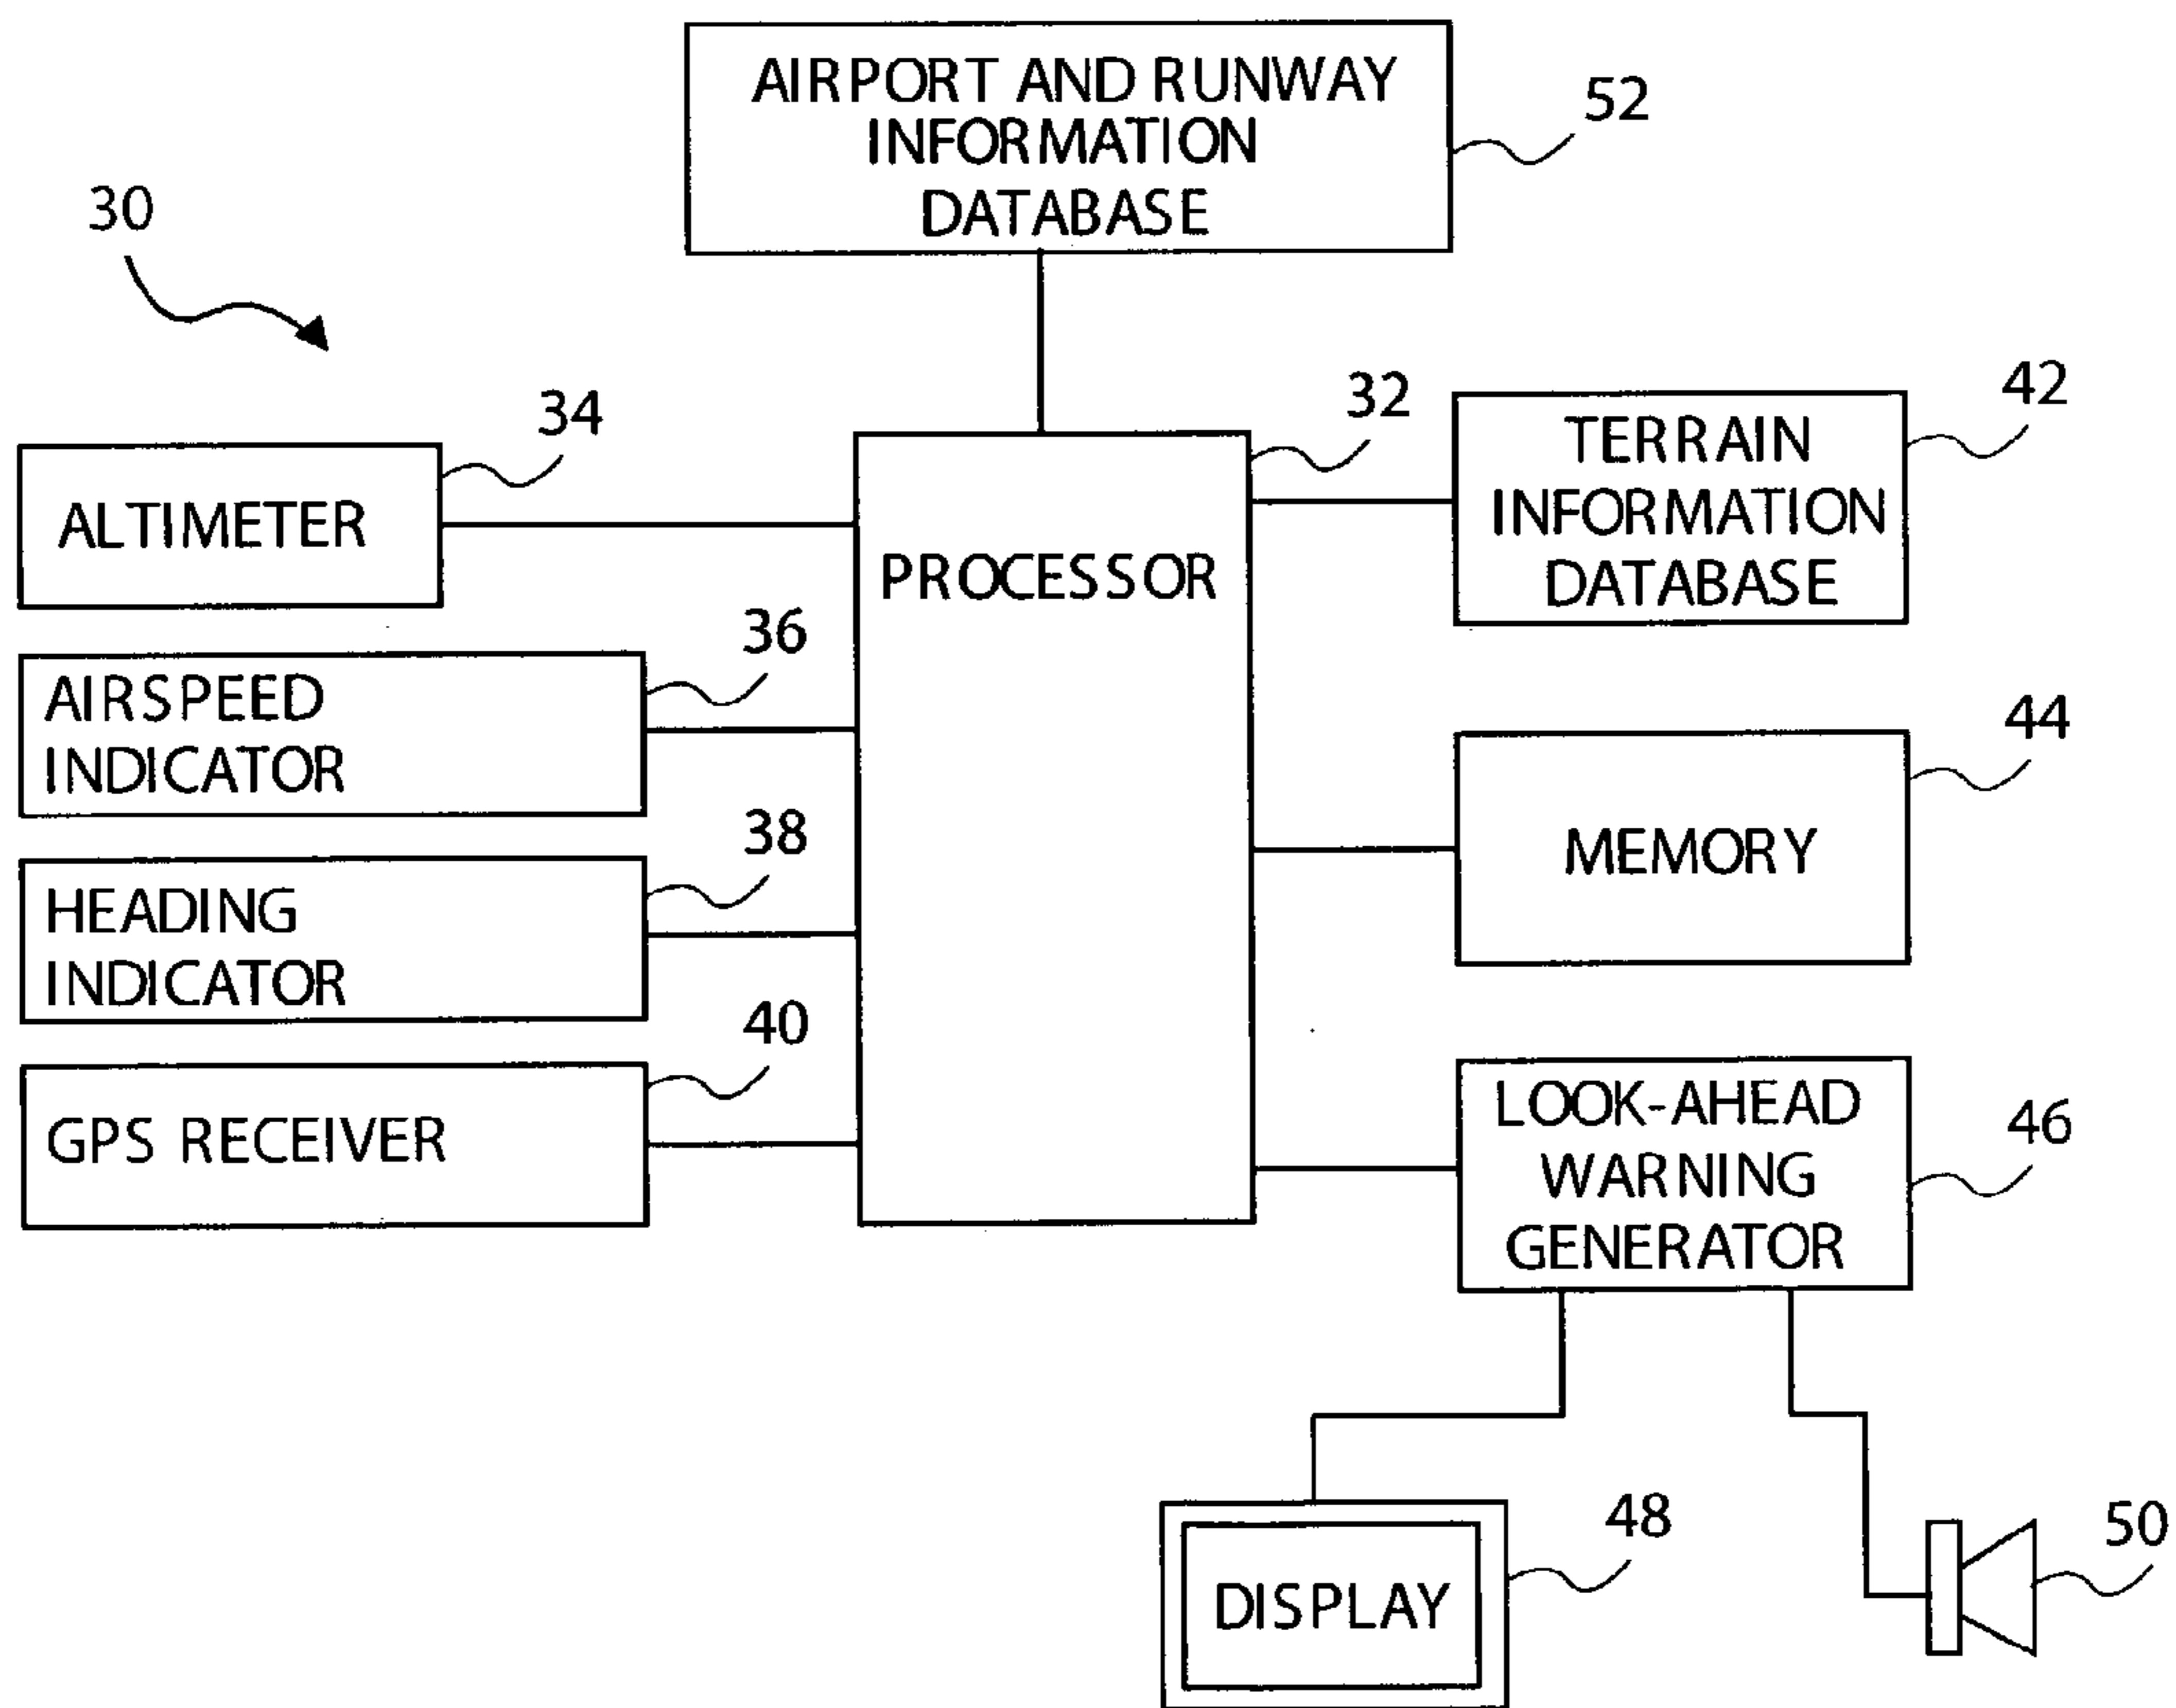 AIRPORT AND RUNWAY
INFORMATION
DATABASE
52
30
34
ALTIMETER
32
PROCESSOR
42
TERRAIN
INFORMATION
DATABASE
36
AIRSPEED
INDICATOR
44
MEMORY
38
HEADING
INDICATOR
40
GPS RECEIVER
46
LOOK-AHEAD
WARNING
GENERATOR
48
DISPLAY
50